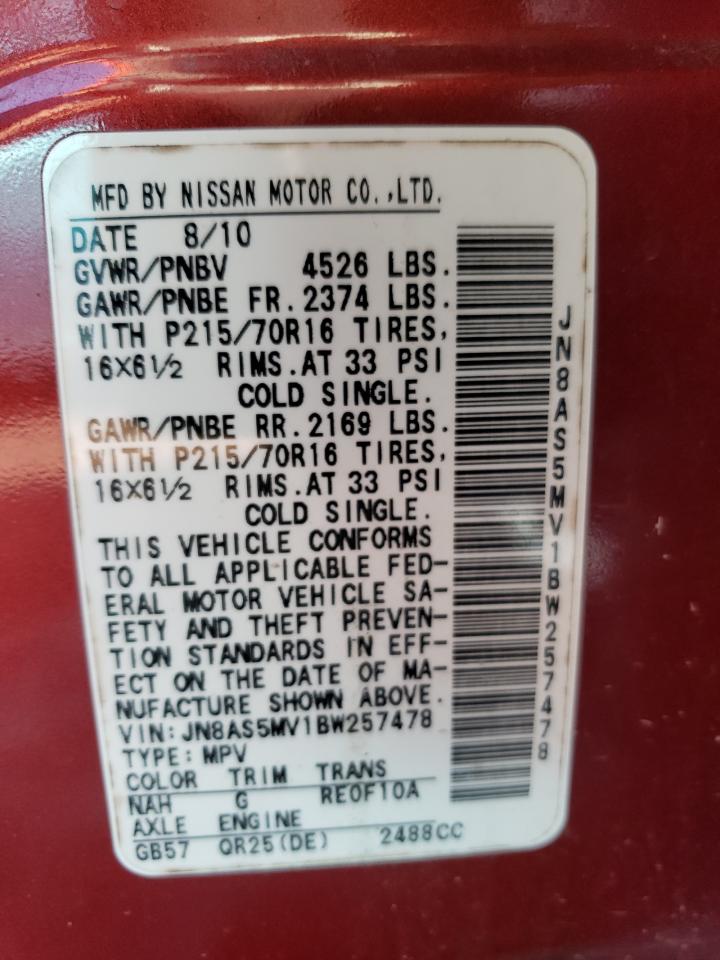 MFD BY NISSAN MOTOR CO.,LTD.
DATE 8/10
GVWR/PNBV 4526 LBS.
GAWR/PNBE FR.2374 LBS.
WITH P215/70R16 TIRES,
16X6½ RIMS.AT 33 PSI
COLD SINGLE.
GAWR/PNBE RR.2169 LBS.
WITH P215/70R16 TIRES,
16X6½ RIMS.AT 33 PSI
COLD SINGLE.
THIS VEHICLE CONFORMS
TO ALL APPLICABLE FED-
ERAL MOTOR VEHICLE SA-
FETY AND THEFT PREVEN-
TION STANDARDS IN EFF-
ECT ON THE DATE OF MA-
NUFACTURE SHOWN ABOVE.
VIN: JN8AS5MV1BW257478
TYPE: MPV
COLOR TRIM TRANS
NAH G RE0F10A
AXLE ENGINE
GB57 QR25(DE) 2488CC
JN8AS5MV1BW257478